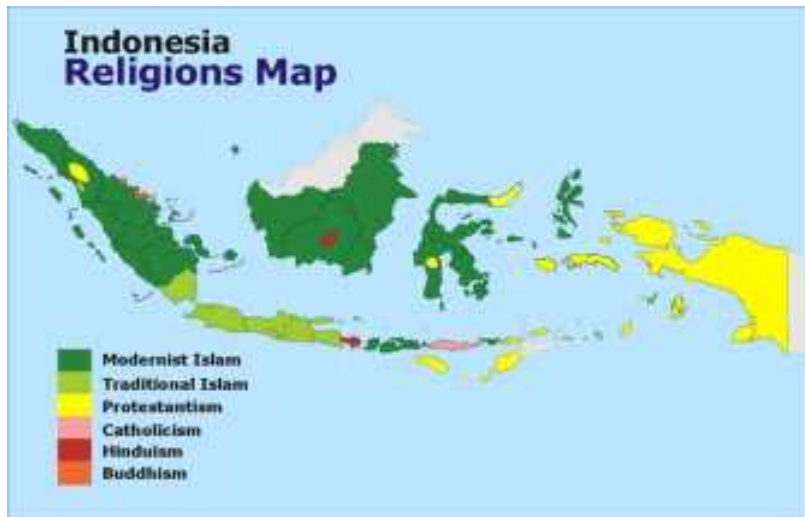 Indonesia
Religions Map
Modernist Islam
Traditional Islam
Protestantism
Catholicism
Hinduism
Buddhism